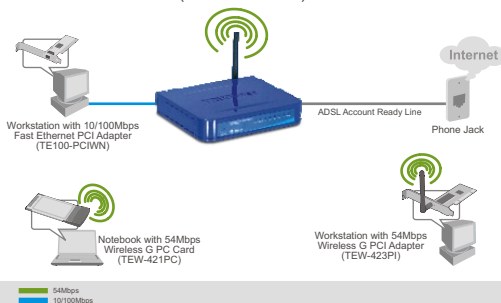 Internet
ADSL Account Ready Line
Phone Jack
Workstation with 10/100Mbps
Fast Ethernet PCI Adapter
(TE100-PCIWN)
Notebook with 54Mbps
Wireless G PC Card
(TEW-421PC)
Workstation with 54Mbps
Wireless G PCI Adapter
(TEW-423PI)
54Mbps
10/100Mbps